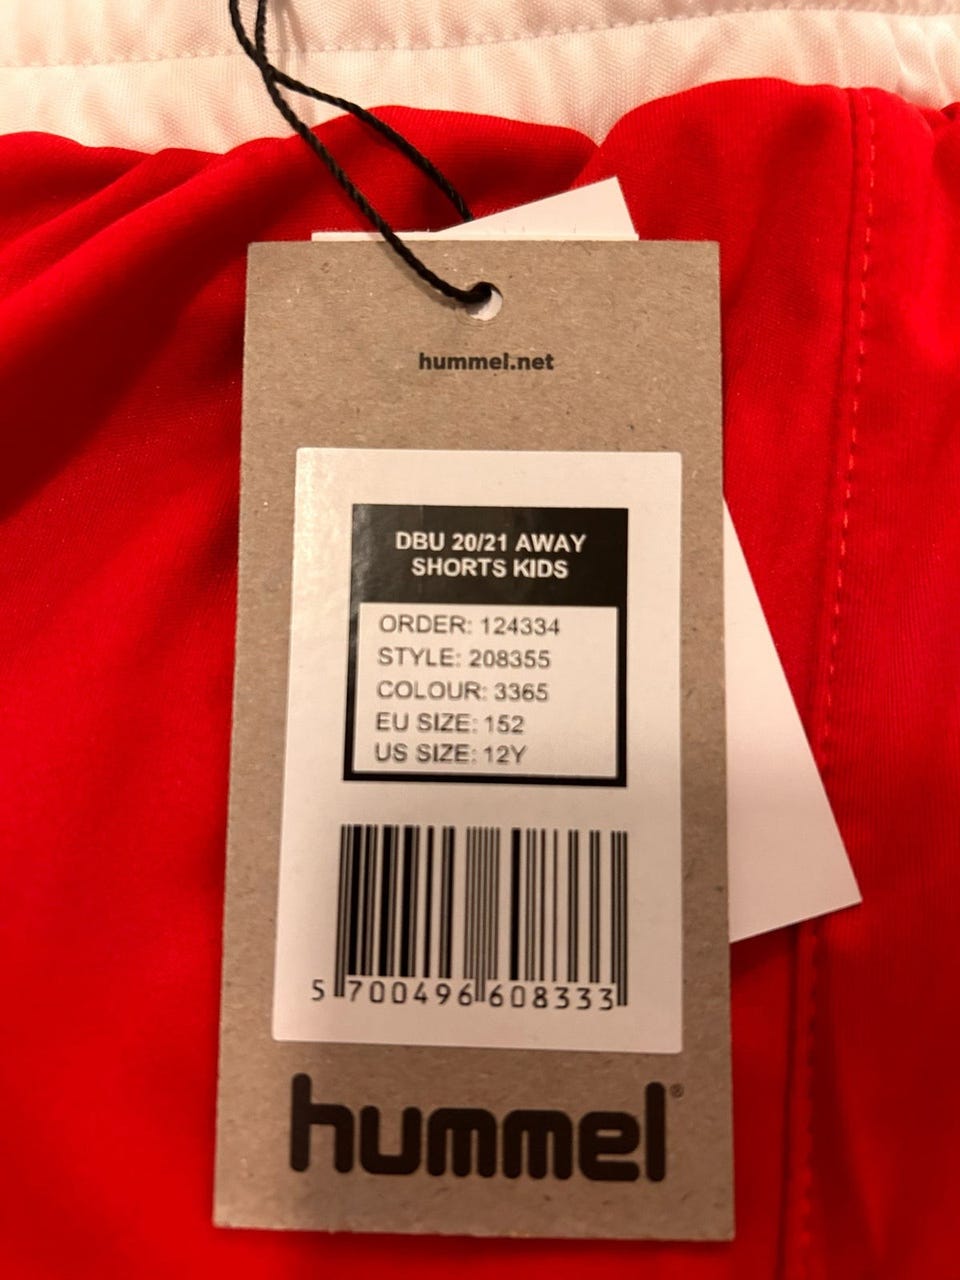 hummel.net
DBU 20/21 AWAY
SHORTS KIDS
ORDER: 124334
STYLE: 208355
COLOUR: 3365
EU SIZE: 152
US SIZE: 12Y
5 700496 608333
hummel®